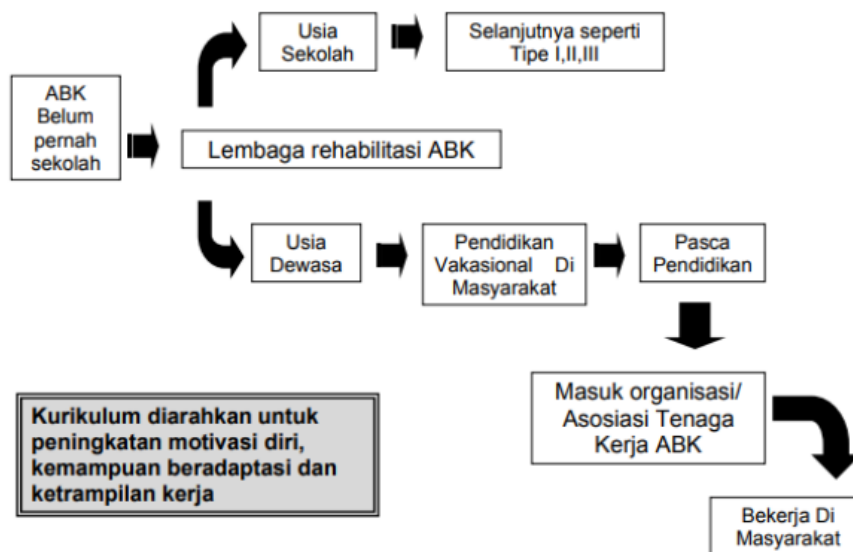 Usia
Sekolah
Selanjutnya seperti
Tipe I,II,III
ABK
Belum
pernah
sekolah
Lembaga rehabilitasi ABK
Usia
Dewasa
Pendidikan
Vakasional Di
Masyarakat
Pasca
Pendidikan
Masuk organisasi/
Asosiasi Tenaga
Kerja ABK
Kurikulum diarahkan untuk
peningkatan motivasi diri,
kemampuan beradaptasi dan
ketrampilan kerja
Bekerja Di
Masyarakat